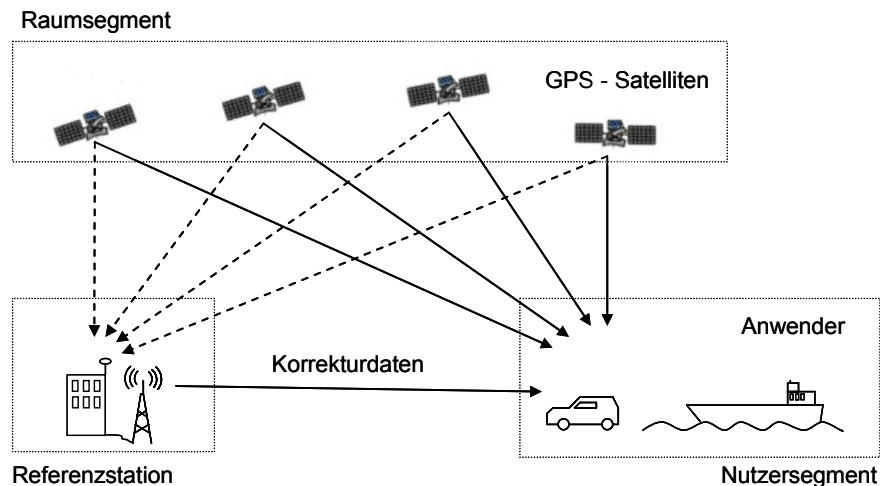 Raumsegment
GPS - Satelliten
Anwender
Korrekturdaten
Referenzstation
Nutzersegment